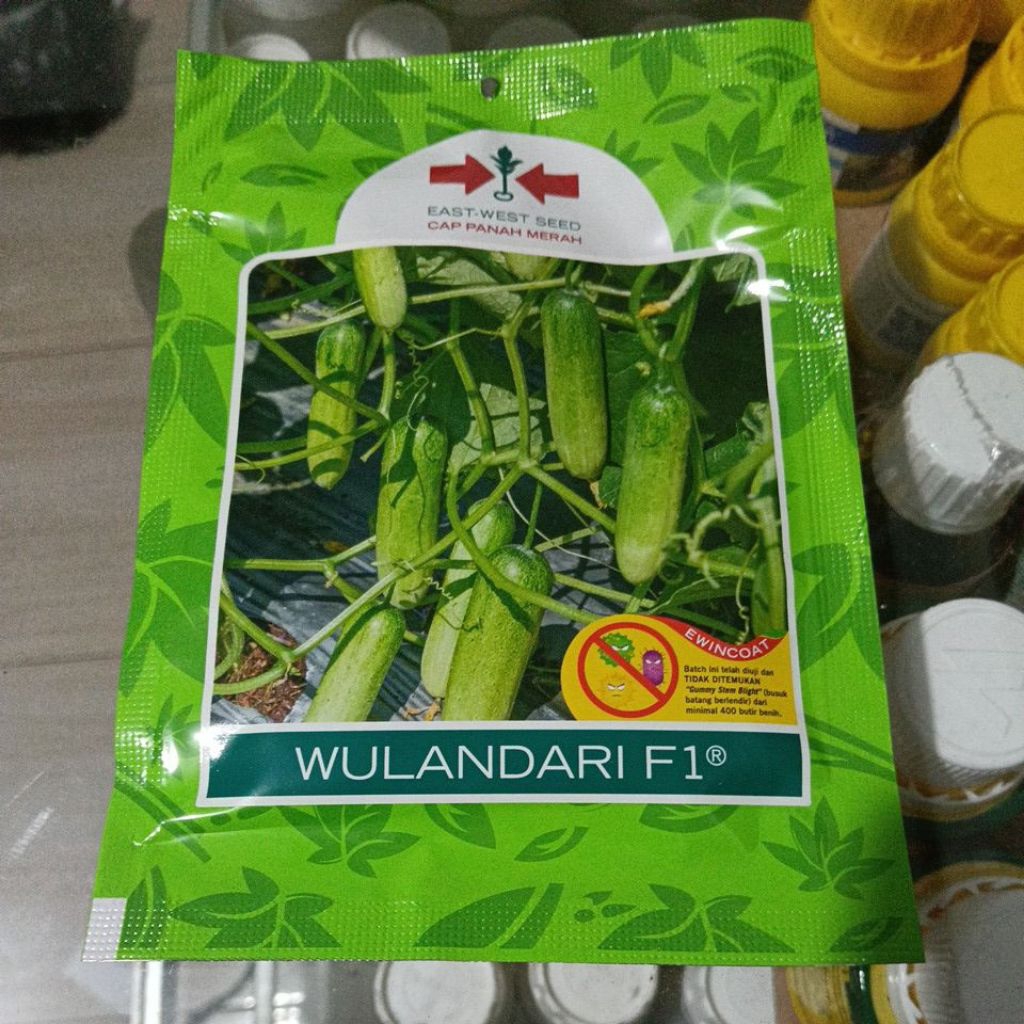 EAST-WEST SEED
CAP PANAH MERAH
EWINCOAT
Batch ini telah diuji dan
TIDAK DITEMUKAN
"Gummy Stem Blight" (busuk
batang berlendir) dari
minimal 400 butir benih.
WULANDARI F1®